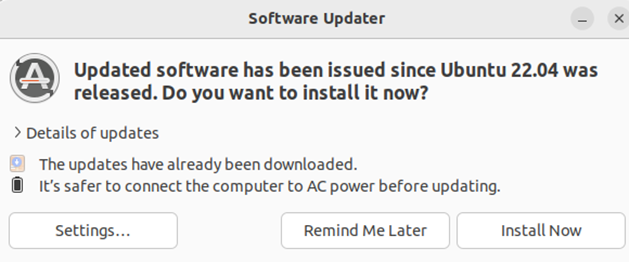 Software Updater
Updated software has been issued since Ubuntu 22.04 was
released. Do you want to install it now?
Details of updates
The updates have already been downloaded.
It’s safer to connect the computer to AC power before updating.
Settings…
Remind Me Later
Install Now